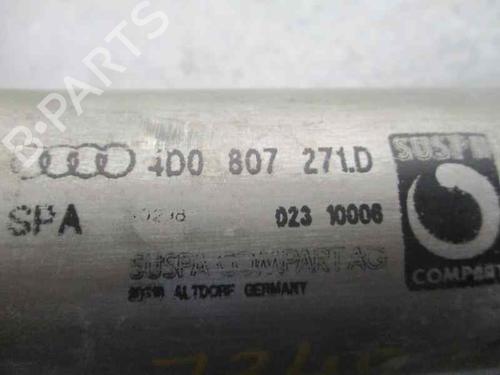 B-PARTS
4D0 807 271.D
SUSPA
COMPART
SPA 023 10006
SUSPA COMPART AG
ALTDORF GERMANY